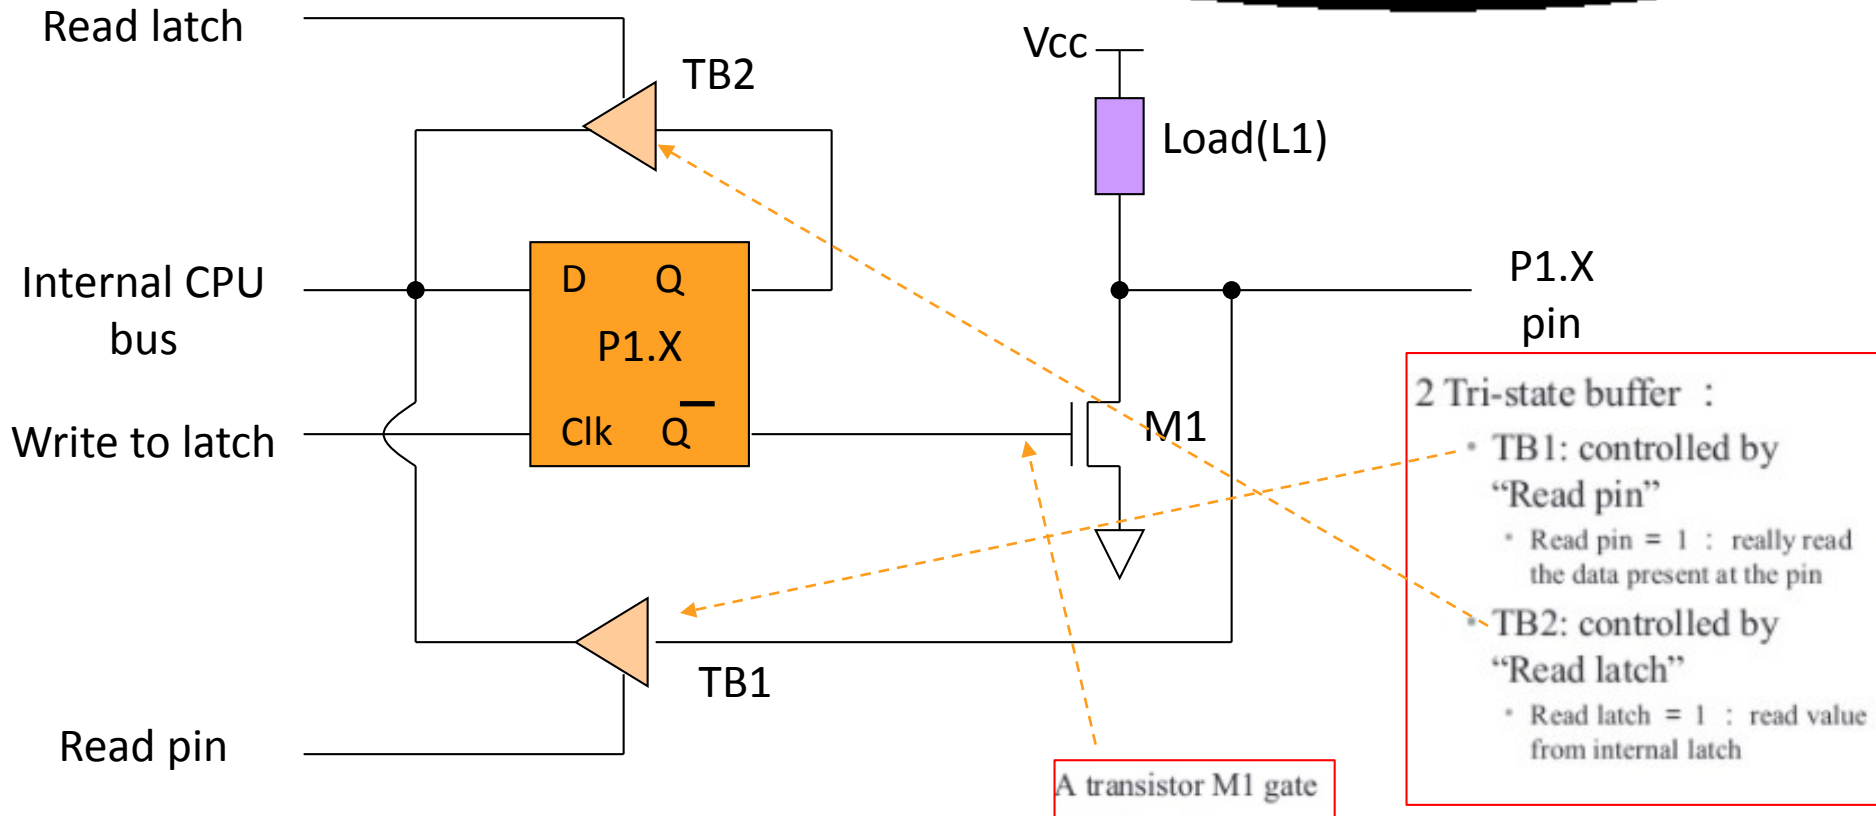 Read latch
TB2
Vcc
Load(L1)
Internal CPU
bus
D Q
P1.X
Clk Q̅
Write to latch
M1
P1.X
pin
2 Tri-state buffer :
• TB1: controlled by
“Read pin”
• Read pin = 1 : really read
the data present at the pin
• TB2: controlled by
“Read latch”
• Read latch = 1 : read value
from internal latch
TB1
Read pin
A transistor M1 gate